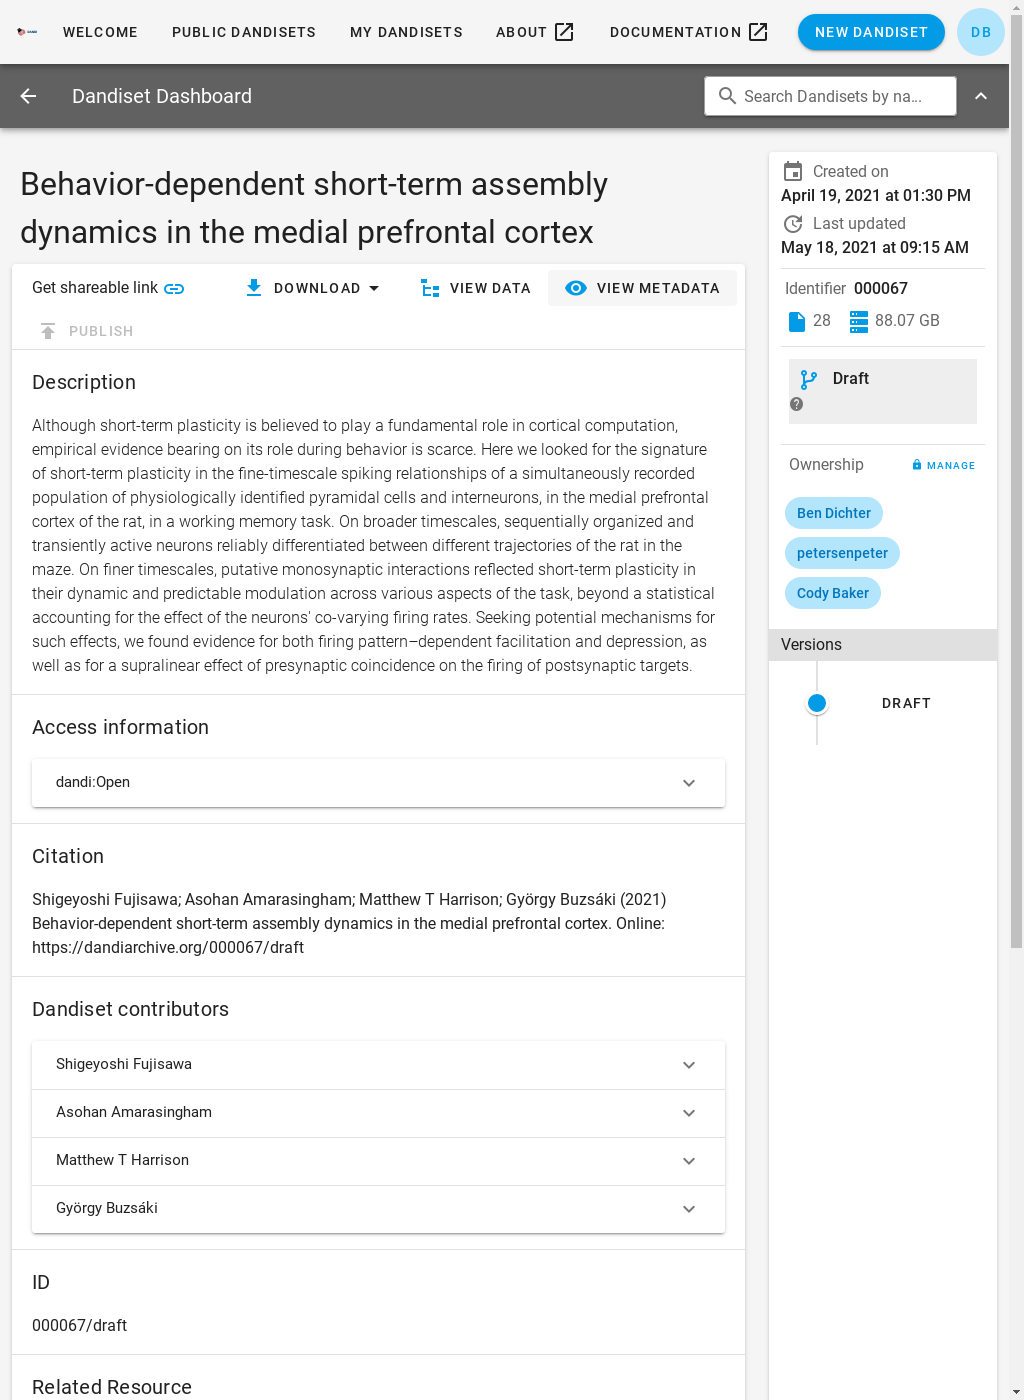 WELCOME
PUBLIC DANDISETS
MY DANDISETS
ABOUT
DOCUMENTATION
NEW DANDISET
DB
Dandiset Dashboard
Search Dandisets by na...
Behavior-dependent short-term assembly
dynamics in the medial prefrontal cortex
Get shareable link
DOWNLOAD
VIEW DATA
VIEW METADATA
PUBLISH
Description
Although short-term plasticity is believed to play a fundamental role in cortical computation,
empirical evidence bearing on its role during behavior is scarce. Here we looked for the signature
of short-term plasticity in the fine-timescale spiking relationships of a simultaneously recorded
population of physiologically identified pyramidal cells and interneurons, in the medial prefrontal
cortex of the rat, in a working memory task. On broader timescales, sequentially organized and
transiently active neurons reliably differentiated between different trajectories of the rat in the
maze. On finer timescales, putative monosynaptic interactions reflected short-term plasticity in
their dynamic and predictable modulation across various aspects of the task, beyond a statistical
accounting for the effect of the neurons' co-varying firing rates. Seeking potential mechanisms for
such effects, we found evidence for both firing pattern–dependent facilitation and depression, as
well as for a supralinear effect of presynaptic coincidence on the firing of postsynaptic targets.
Access information
dandi:Open
Citation
Shigeyoshi Fujisawa; Asohan Amarasingham; Matthew T Harrison; György Buzsáki (2021)
Behavior-dependent short-term assembly dynamics in the medial prefrontal cortex. Online:
https://dandiarchive.org/000067/draft
Dandiset contributors
Shigeyoshi Fujisawa
Asohan Amarasingham
Matthew T Harrison
György Buzsáki
ID
000067/draft
Related Resource
Created on
April 19, 2021 at 01:30 PM
Last updated
May 18, 2021 at 09:15 AM
Identifier 000067
28 88.07 GB
Draft
Ownership
MANAGE
Ben Dichter
petersenpeter
Cody Baker
Versions
DRAFT